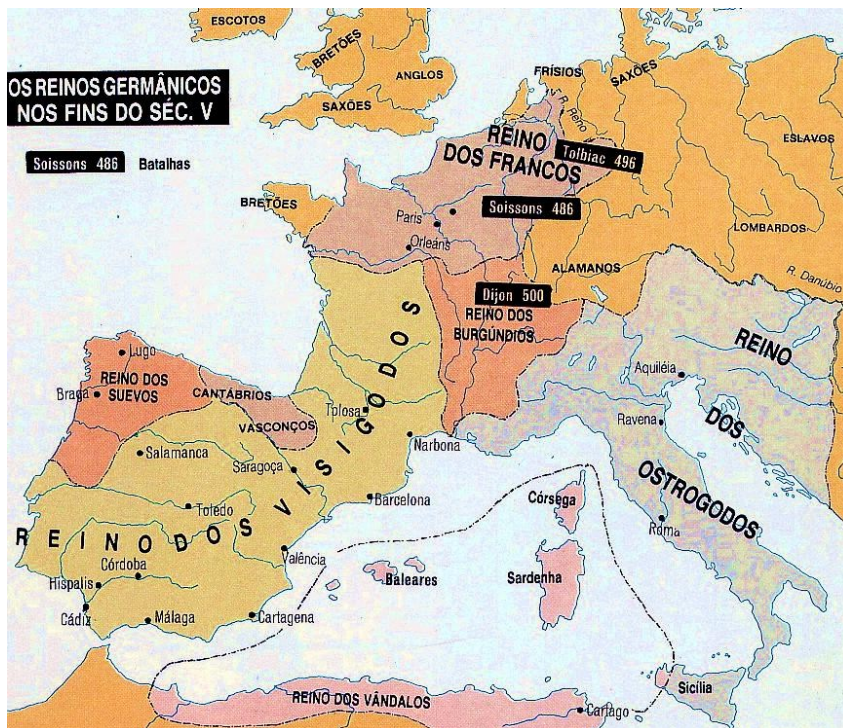 ESCOTOS
BRETÕES
ANGLOS
SAXÕES
FRÍSIOS
SAXÕES
OS REINOS GERMÂNICOS
NOS FINS DO SÉC. V
R. Reno
ESLAVOS
Soissons 486 Batalhas
REINO
DOS FRANCOS
Tolbiac 496
BRETÕES
Paris
Soissons 486
Orleáns
LOMBARDOS
ALAMANOS
R. Danúbio
Dijon 500
REINO DOS
BURGÚNDIOS
REINO
DOS
OSTROGODOS
Aquiléia
Ravena
Roma
Lugo
REINO DOS
SUEVOS
Braga
CANTÁBRIOS
VASCONÇOS
Tolosa
Narbona
Salamanca
Saragoça
Barcelona
Toledo
REINO DOS VISIGODOS
Valência
Córdoba
Hispalis
Cádiz
Málaga
Cartagena
Baleares
Córsega
Sardenha
Sicília
REINO DOS VÂNDALOS
Cartago